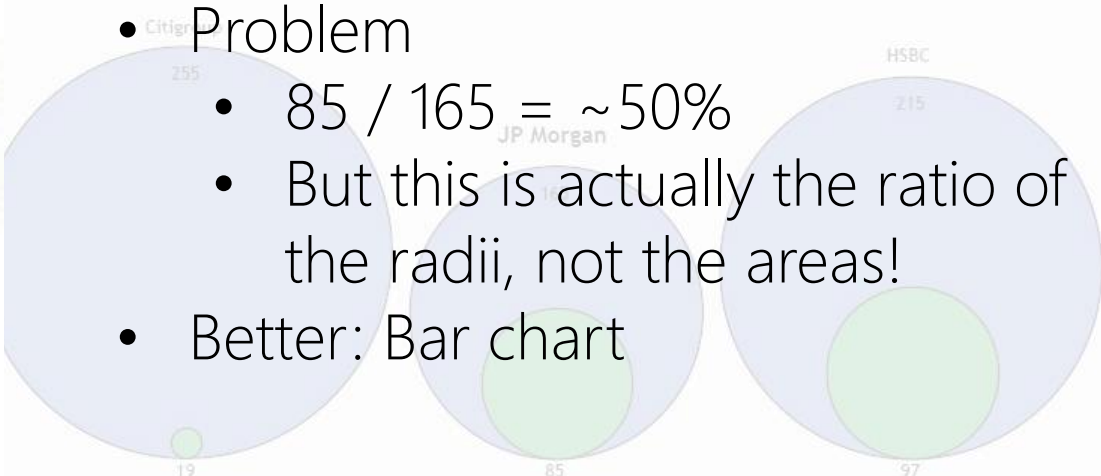 • Problem
Citigroup
255
HSBC
215
• 85 / 165 = ~50%
JP Morgan
• But this is actually the ratio of
the radii, not the areas!
• Better: Bar chart
19
85
97